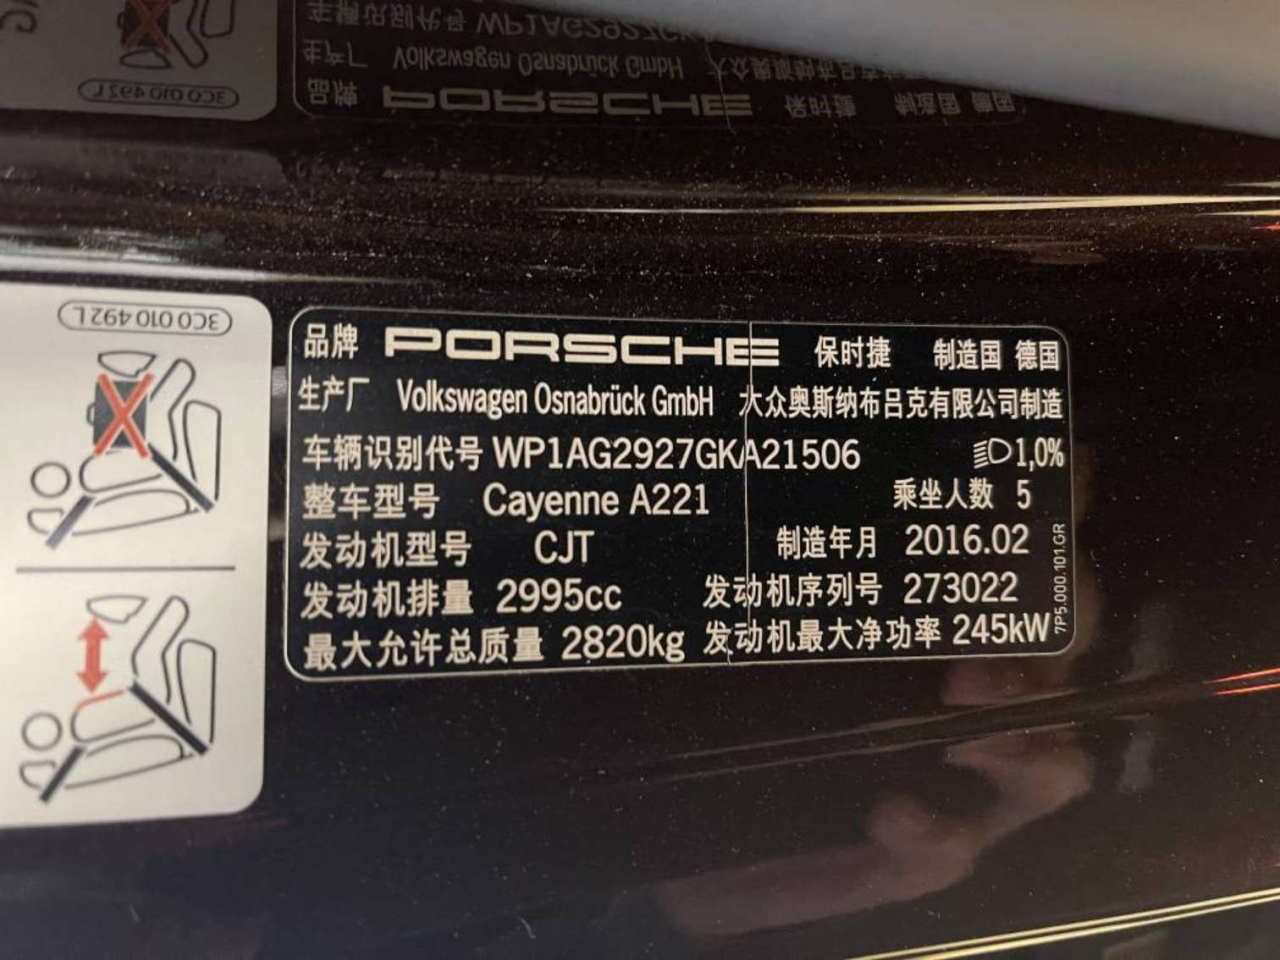 3C0 010 492 L
品牌 PORSCHE 保时捷 制造国 德国
生产厂 Volkswagen Osnabrück GmbH 大众奥斯纳布吕克有限公司制造
车辆识别代号 WP1AG2927GKA21506 1,0%
整车型号 Cayenne A221 乘坐人数 5
发动机型号 CJT 制造年月 2016.02
发动机排量 2995cc 发动机序列号 273022
最大允许总质量 2820kg 发动机最大净功率 245kW
7P5.000.101.GR